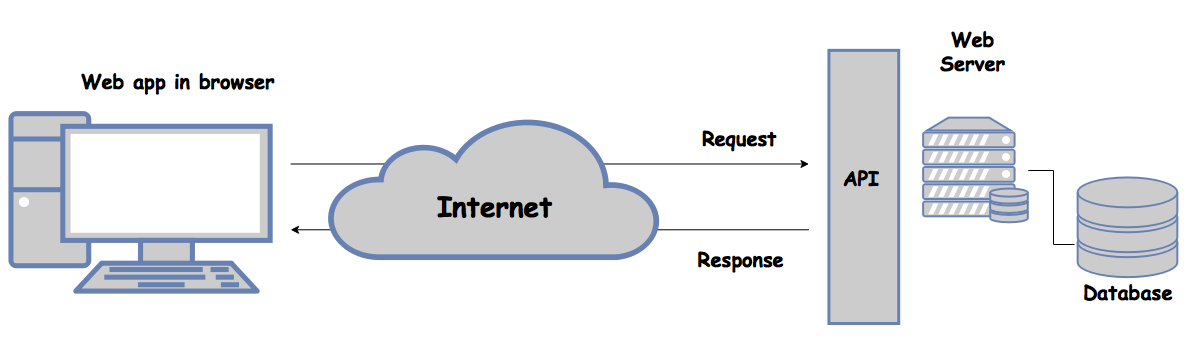 Web app in browser
Internet
Request
Response
API
Web
Server
Database